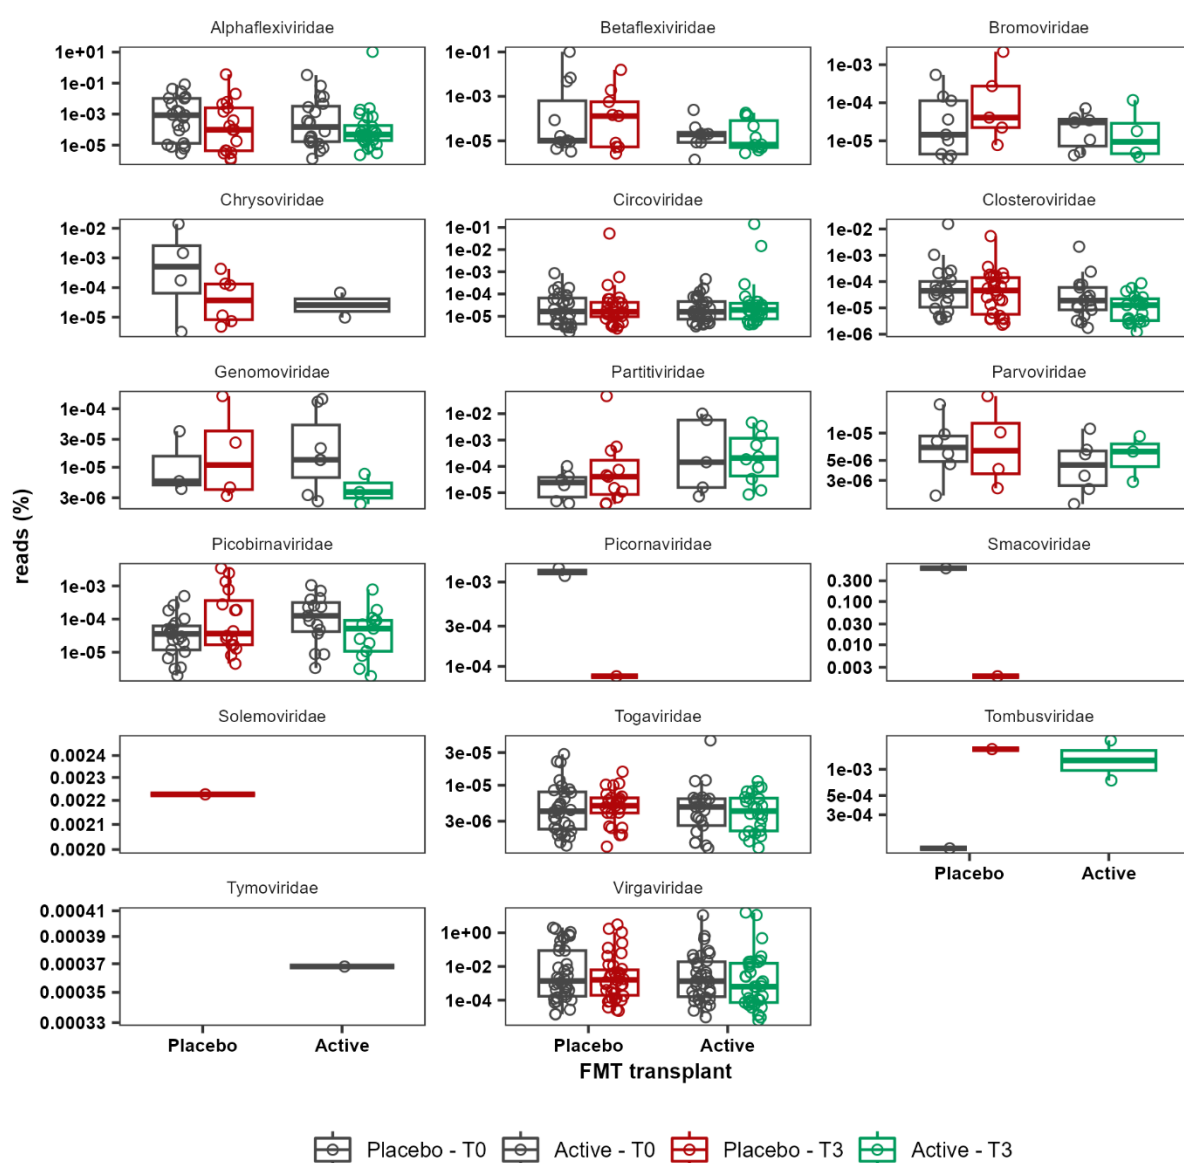 Alphaflexiviridae
Betaflexiviridae
Bromoviridae
1e+01
1e-01
1e-03
1e-05
1e-01
1e-03
1e-05
1e-03
1e-04
1e-05
Chrysoviridae
Circoviridae
Closteroviridae
1e-02
1e-03
1e-04
1e-05
1e-01
1e-02
1e-03
1e-04
1e-05
1e-02
1e-03
1e-04
1e-05
1e-06
Genomoviridae
Partitiviridae
Parvoviridae
1e-04
3e-05
1e-05
3e-06
1e-02
1e-03
1e-04
1e-05
1e-05
5e-06
3e-06
reads (%)
Picobirnaviridae
Picornaviridae
Smacoviridae
1e-03
1e-04
1e-05
1e-03
3e-04
1e-04
0.300
0.100
0.030
0.010
0.003
Solemoviridae
Togaviridae
Tombusviridae
0.0024
0.0023
0.0022
0.0021
0.0020
3e-05
1e-05
3e-06
1e-03
5e-04
3e-04
Placebo Active
Tymoviridae
Virgaviridae
0.00041
0.00039
0.00037
0.00035
0.00033
1e+00
1e-02
1e-04
Placebo Active
Placebo Active
FMT transplant
Placebo - T0 Active - T0 Placebo - T3 Active - T3